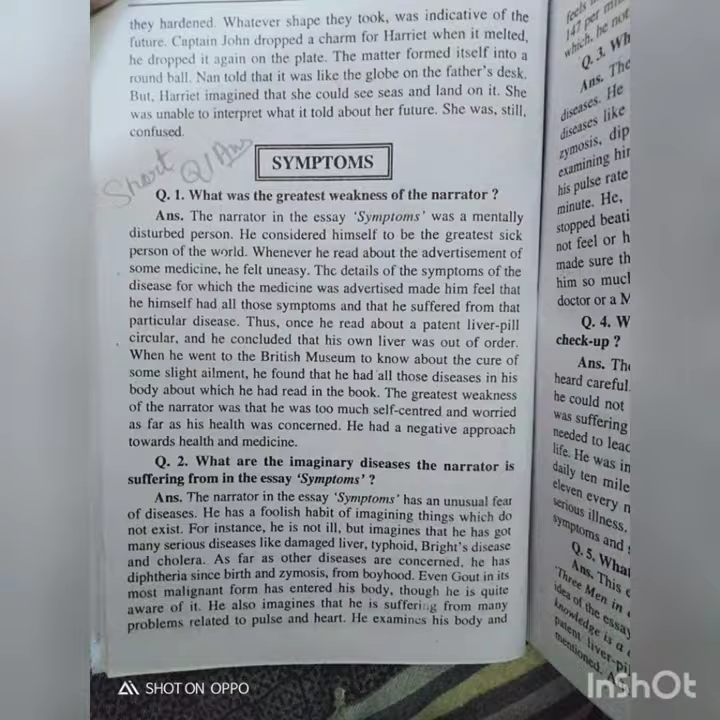 they hardened. Whatever shape they took, was indicative of the
future. Captain John dropped a charm for Harriet when it melted,
he dropped it again on the plate. The matter formed itself into a
round ball. Nan told that it was like the globe on the father's desk.
But, Harriet imagined that she could see seas and land on it. She
was unable to interpret what it told about her future. She was, still,
confused.
Short Q/Ans
SYMPTOMS
Q. 1. What was the greatest weakness of the narrator ?
Ans. The narrator in the essay 'Symptoms' was a mentally
disturbed person. He considered himself to be the greatest sick
person of the world. Whenever he read about the advertisement of
some medicine, he felt uneasy. The details of the symptoms of the
disease for which the medicine was advertised made him feel that
he himself had all those symptoms and that he suffered from that
particular disease. Thus, once he read about a patent liver-pill
circular, and he concluded that his own liver was out of order.
When he went to the British Museum to know about the cure of
some slight ailment, he found that he had all those diseases in his
body about which he had read in the book. The greatest weakness
of the narrator was that he was too much self-centred and worried
as far as his health was concerned. He had a negative approach
towards health and medicine.
Q. 2. What are the imaginary diseases the narrator is
suffering from in the essay 'Symptoms' ?
Ans. The narrator in the essay 'Symptoms' has an unusual fear
of diseases. He has a foolish habit of imagining things which do
not exist. For instance, he is not ill, but imagines that he has got
many serious diseases like damaged liver, typhoid, Bright's disease
and cholera. As far as other diseases are concerned, he has
diphtheria since birth and zymosis, from boyhood. Even Gout in its
most malignant form has entered his body, though he is quite
aware of it. He also imagines that he is suffering from many
problems related to pulse and heart. He examines his body and
feels
147 per
which, he not
Q. 3. Wh
Ans. The
diseases. He
diseases like
zymosis, dip
examining hi
his pulse rate
minute. He,
stopped beati
not feel or h
made sure th
him so mucl
doctor or a M
Q. 4. W
check-up ?
Ans. Th
heard careful
he could not
was suffering
needed to lead
life. He was in
daily ten mile
eleven every n
serious illness.
symptoms and
Q. 5. What
Ans. This
'Three Men in
idea of the essay
knowledge is a
patent liver-pil
mentioned. As
SHOT ON OPPO
InShOt